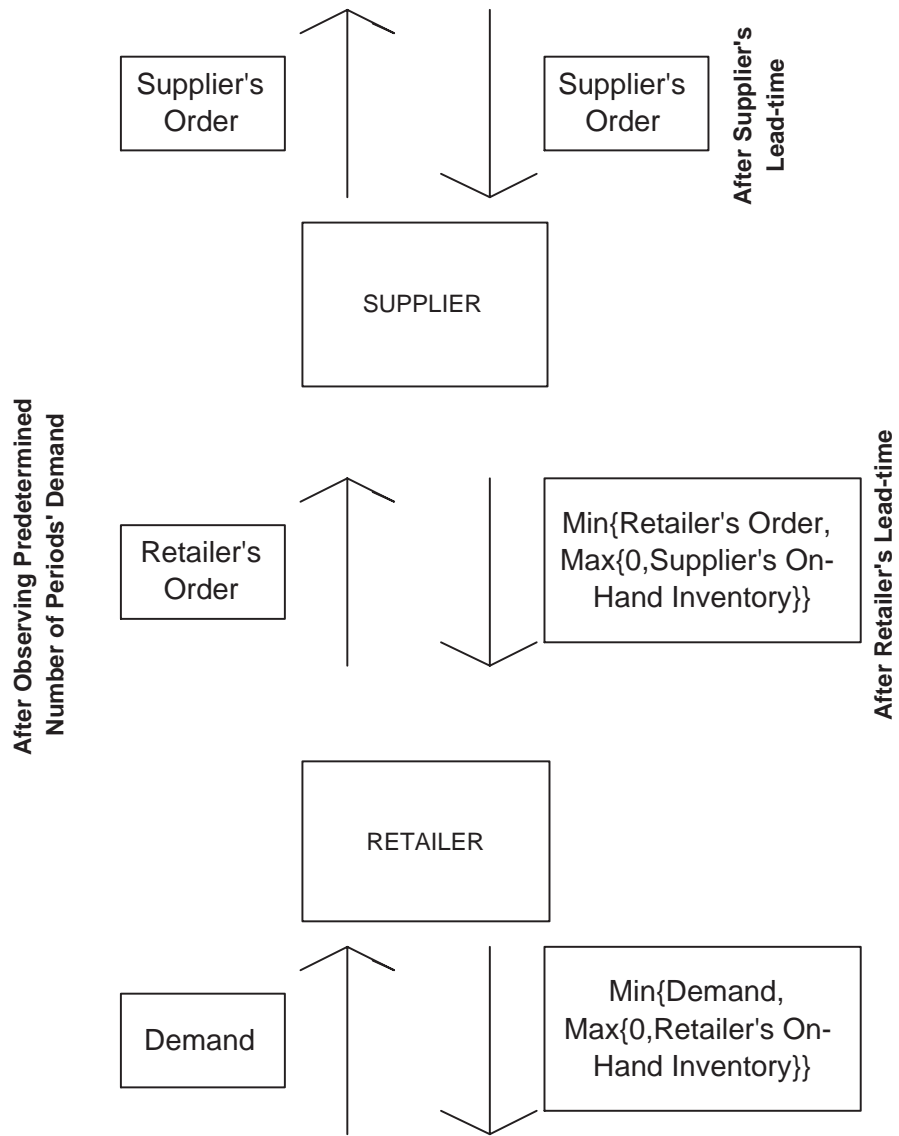 Supplier's
Order
Supplier's
Order
After Supplier's
Lead-time
SUPPLIER
After Observing Predetermined
Number of Periods' Demand
Retailer's
Order
Min{Retailer's Order,
Max{0,Supplier's On-
Hand Inventory}}
After Retailer's Lead-time
RETAILER
Demand
Min{Demand,
Max{0,Retailer's On-
Hand Inventory}}